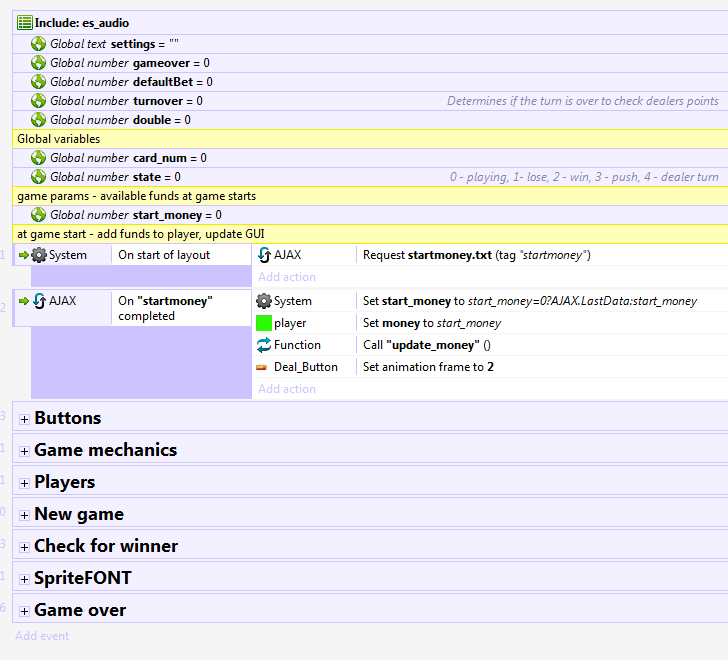 Include: es_audio
Global text settings = ""
Global number gameover = 0
Global number defaultBet = 0
Global number turnover = 0 Determines if the turn is over to check dealers points
Global number double = 0
Global variables
Global number card_num = 0
Global number state = 0 0 - playing, 1- lose, 2 - win, 3 - push, 4 - dealer turn
game params - available funds at game starts
Global number start_money = 0
at game start - add funds to player, update GUI
1 System On start of layout AJAX Request startmoney.txt (tag "startmoney")
Add action
2 AJAX On "startmoney" completed System Set start_money to start_money=0?AJAX.LastData:start_money
player Set money to start_money
Function Call "update_money" ()
Deal_Button Set animation frame to 2
Add action
3 Buttons
1 Game mechanics
1 Players
0 New game
3 Check for winner
1 SpriteFONT
6 Game over
Add event